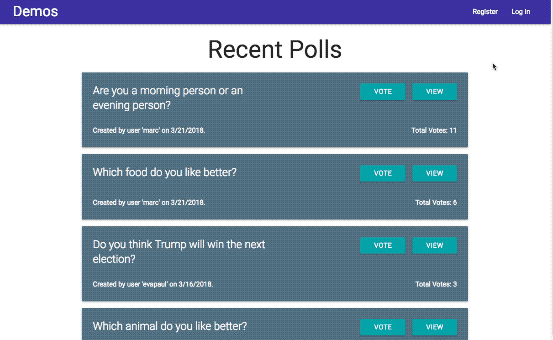 Demos
Register Log In
Recent Polls
Are you a morning person or an
evening person?
VOTE VIEW
Created by user 'marc' on 3/21/2018.
Total Votes: 11
Which food do you like better?
VOTE VIEW
Created by user 'marc' on 3/21/2018.
Total Votes: 6
Do you think Trump will win the next
election?
VOTE VIEW
Created by user 'evapaul' on 3/16/2018.
Total Votes: 3
Which animal do you like better?
VOTE VIEW